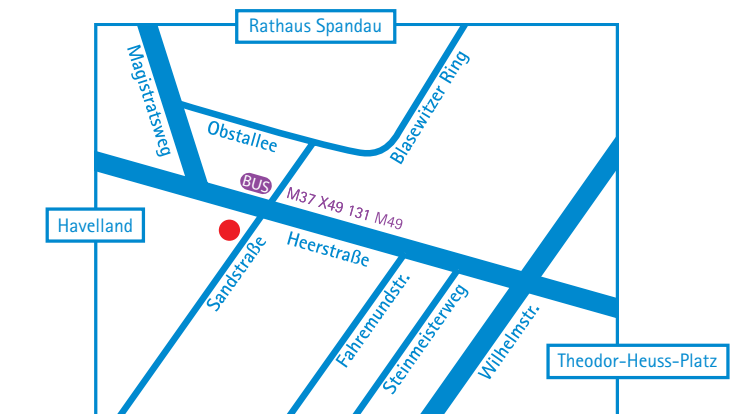 Rathaus Spandau
Magistratsweg
Obstallee
Blasewitzer Ring
BUS
M37 X49 131 M49
Havelland
Heerstraße
Sandstraße
Fahremundstr.
Steinmeisterweg
Wilhelmstr.
Theodor-Heuss-Platz